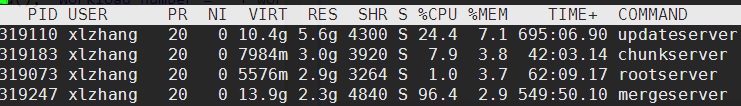 PID USER PR NI VIRT RES SHR S %CPU %MEM TIME+ COMMAND
319110 xlzhang 20 0 10.4g 5.6g 4300 S 24.4 7.1 695:06.90 updateserver
319183 xlzhang 20 0 7984m 3.0g 3920 S 7.9 3.8 42:03.14 chunkserver
319073 xlzhang 20 0 5576m 2.9g 3264 S 1.0 3.7 62:09.17 rootserver
319247 xlzhang 20 0 13.9g 2.3g 4840 S 96.4 2.9 549:50.10 mergeserver